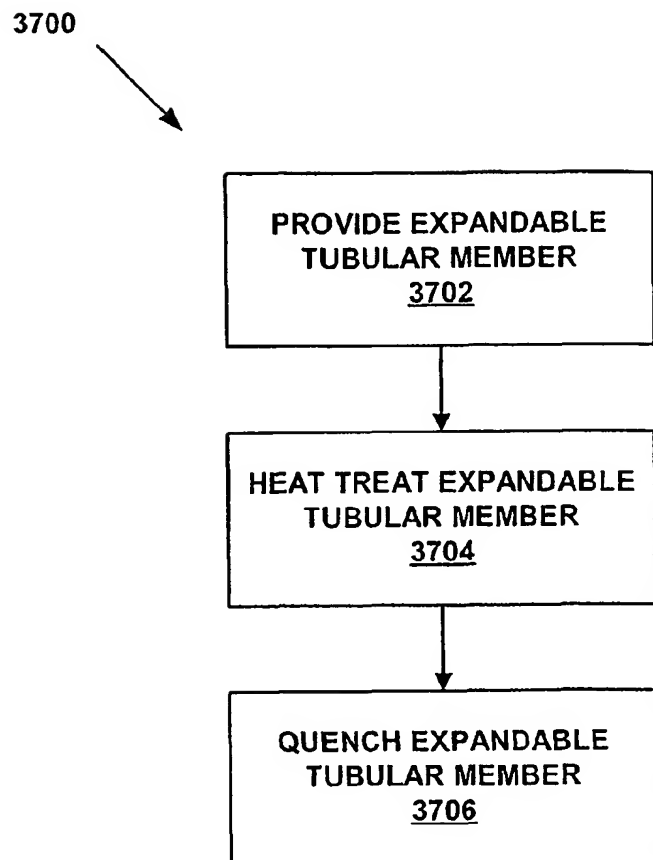 3700
PROVIDE EXPANDABLE
TUBULAR MEMBER
3702
HEAT TREAT EXPANDABLE
TUBULAR MEMBER
3704
QUENCH EXPANDABLE
TUBULAR MEMBER
3706